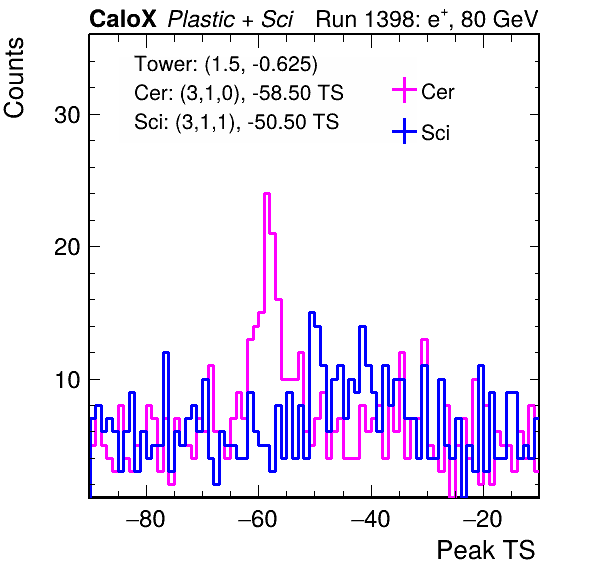 CaloX Plastic + Sci Run 1398: e+, 80 GeV
Counts
Tower: (1.5, -0.625)
Cer: (3,1,0), -58.50 TS
Sci: (3,1,1), -50.50 TS
Cer
Sci
30
20
10
−80 −60 −40 −20
Peak TS